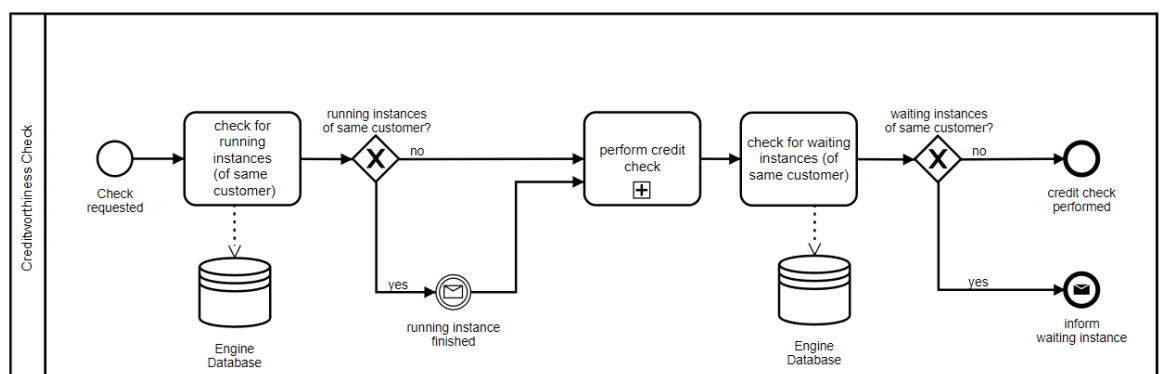 Creditworthiness Check
Check
requested
check for
running
instances
(of same
customer)
Engine
Database
running instances
of same customer?
no
yes
running instance
finished
perform credit
check
check for waiting
instances (of
same customer)
Engine
Database
waiting instances
of same customer?
no
credit check
performed
yes
inform
waiting instance